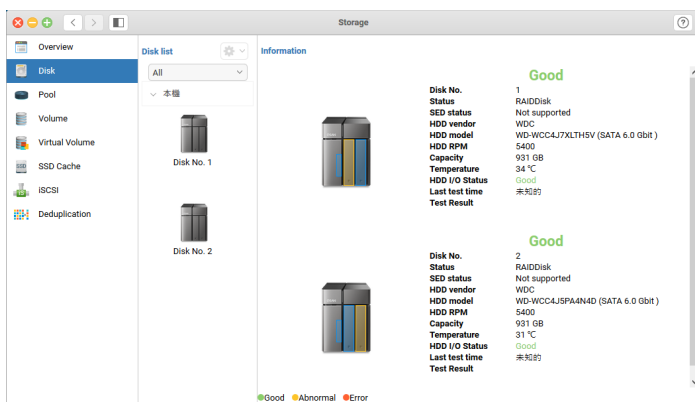 Storage
Overview
Disk
Pool
Volume
Virtual Volume
SSD Cache
iSCSI
Deduplication
Disk list
All
本機
Disk No. 1
Disk No. 2
Information
Good
Disk No. 1
Status RAIDDisk
SED status Not supported
HDD vendor WDC
HDD model WD-WCC4J7XLTH5V (SATA 6.0 Gbit )
HDD RPM 5400
Capacity 931 GB
Temperature 34 ℃
HDD I/O Status Good
Last test time 未知的
Test Result
Good
Disk No. 2
Status RAIDDisk
SED status Not supported
HDD vendor WDC
HDD model WD-WCC4J5PA4N4D (SATA 6.0 Gbit )
HDD RPM 5400
Capacity 931 GB
Temperature 31 ℃
HDD I/O Status Good
Last test time 未知的
Test Result
Good Abnormal Error